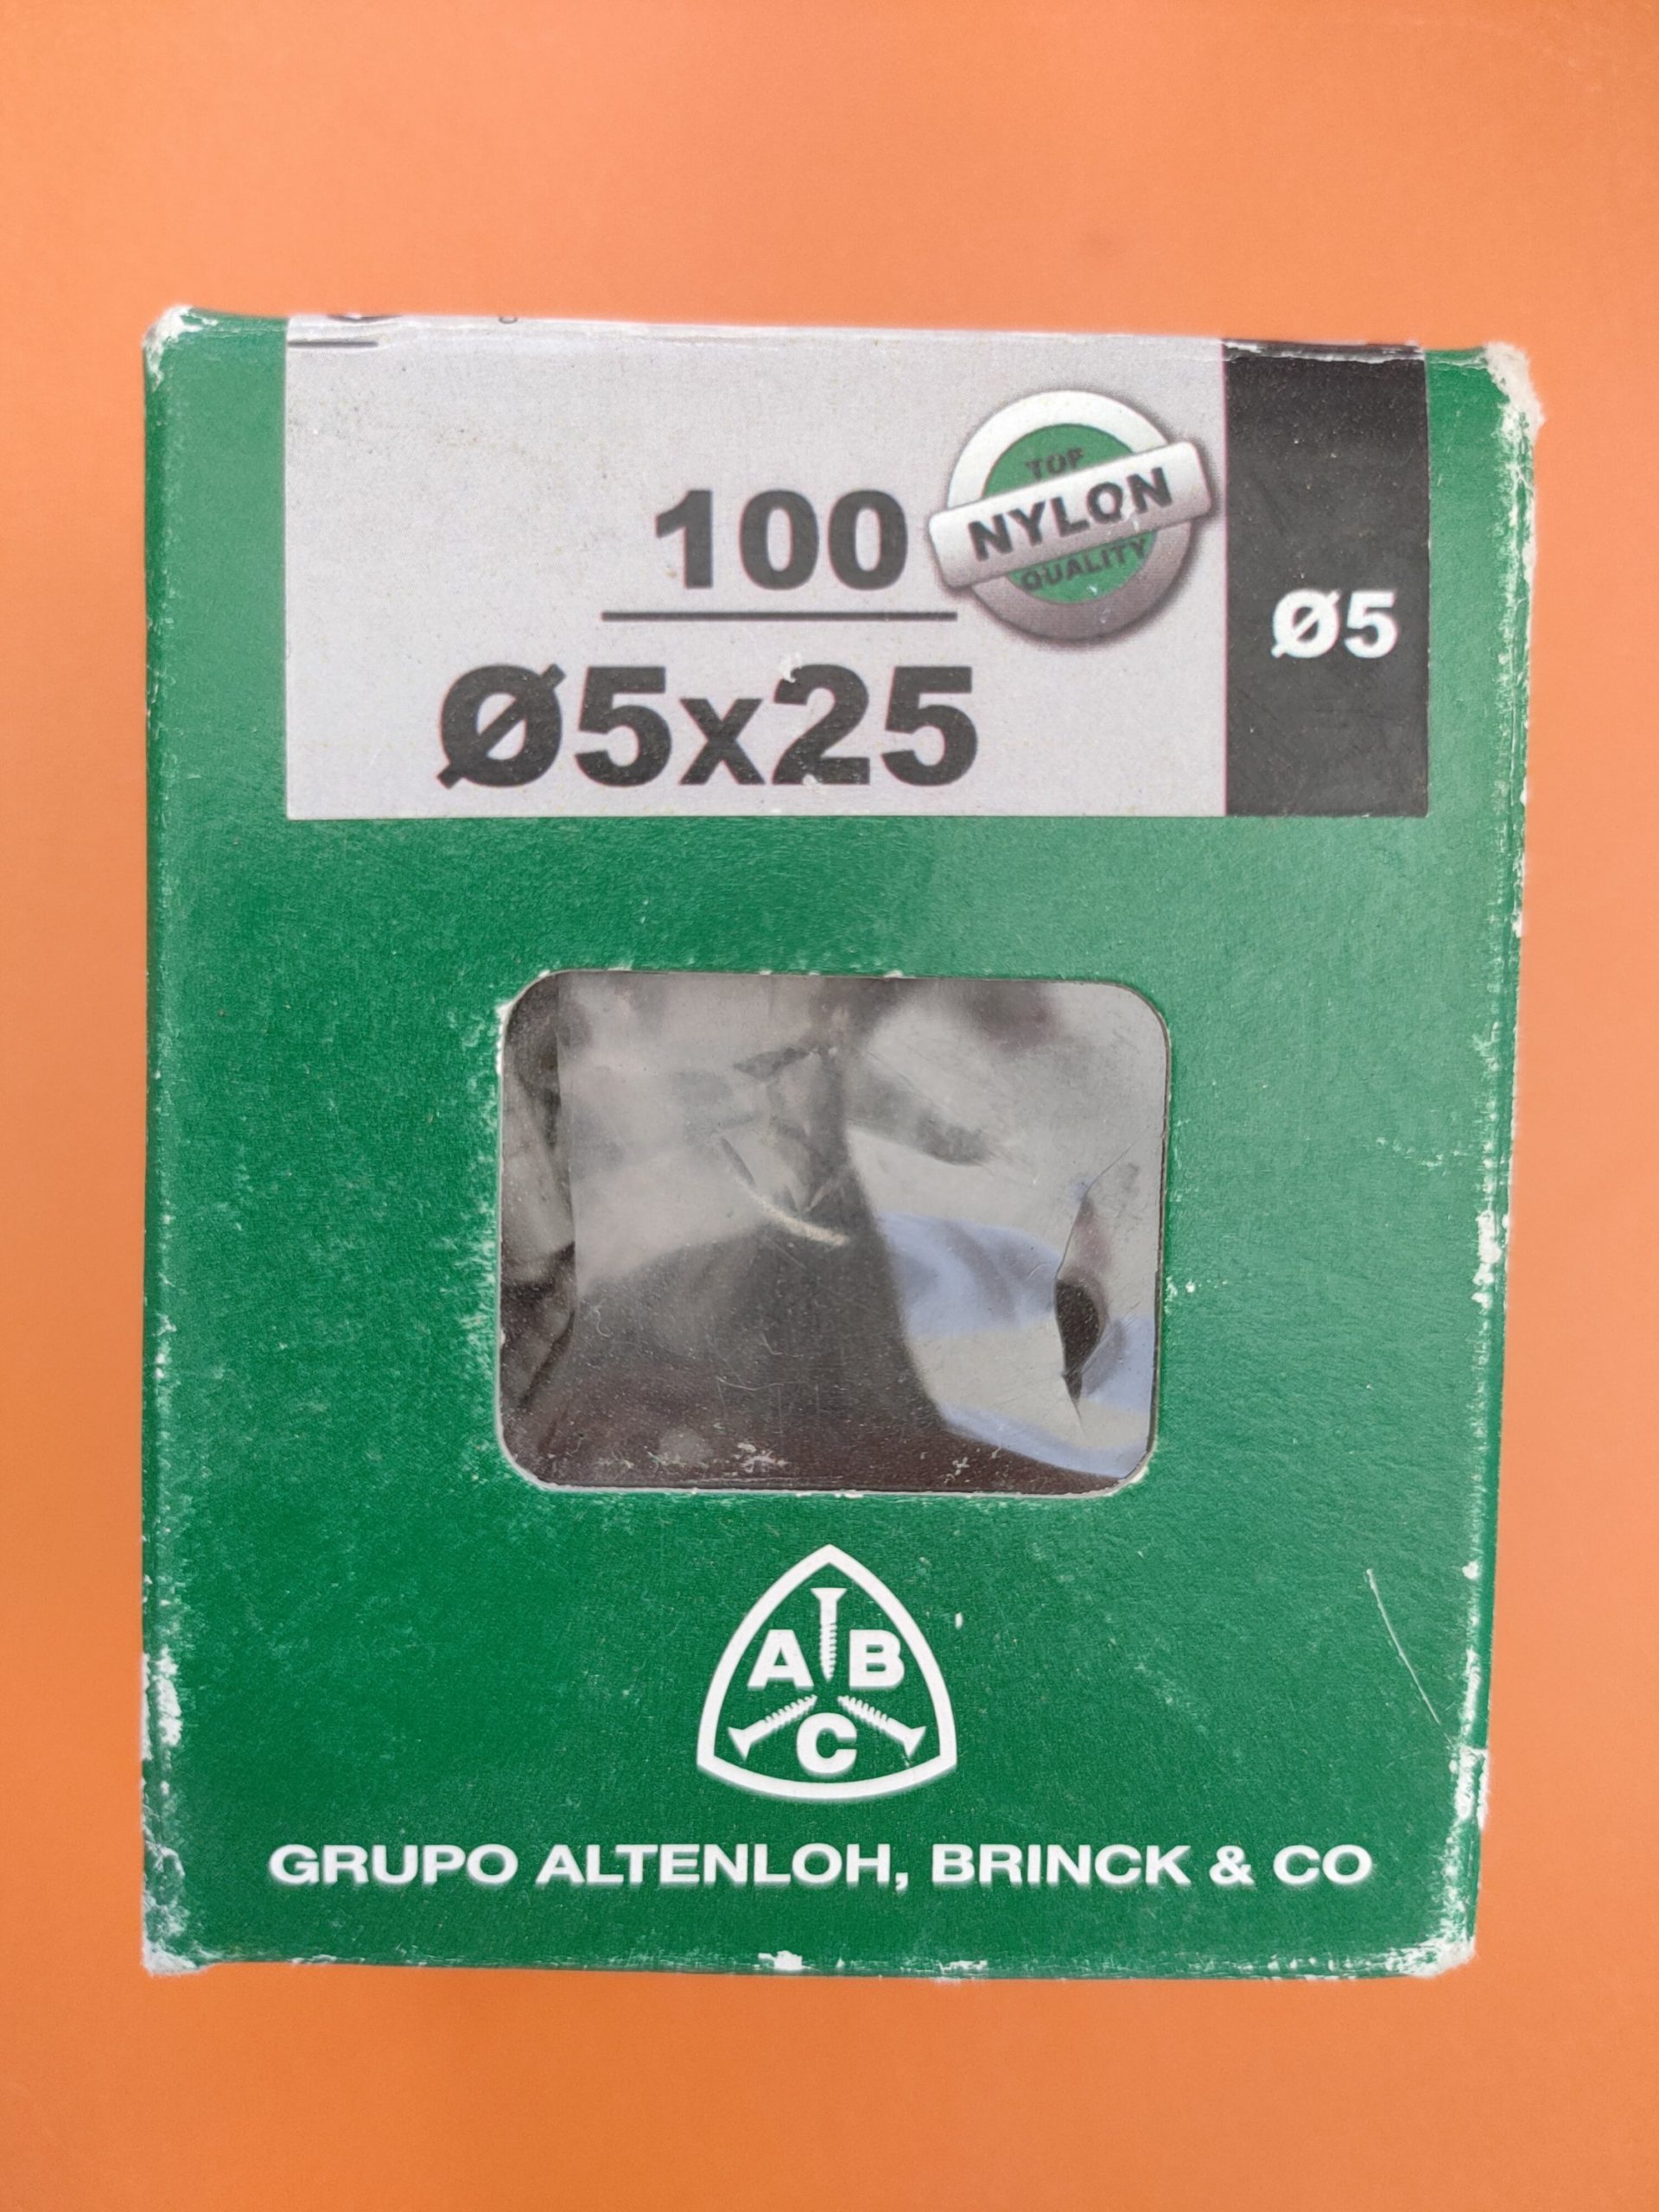 100
TOP
NYLON
QUALITY
Ø5
Ø5x25
A B
C
GRUPO ALTENLOH, BRINCK & CO